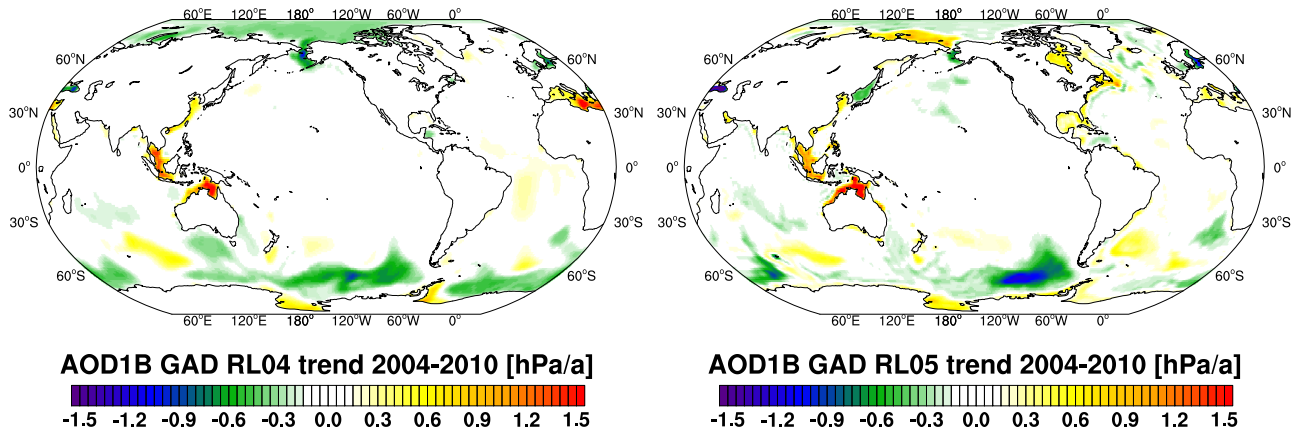 60°E 120°E 180° 120°W 60°W 0°
60°N
30°N
0°
30°S
60°S
60°E 120°E 180° 120°W 60°W 0°
AOD1B GAD RL04 trend 2004-2010 [hPa/a]
-1.5 -1.2 -0.9 -0.6 -0.3 0.0 0.3 0.6 0.9 1.2 1.5
60°E 120°E 180° 120°W 60°W 0°
60°N 60°N
30°N 30°N
0° 0°
30°S 30°S
60°S 60°S
60°E 120°E 180° 120°W 60°W 0°
AOD1B GAD RL05 trend 2004-2010 [hPa/a]
-1.5 -1.2 -0.9 -0.6 -0.3 0.0 0.3 0.6 0.9 1.2 1.5